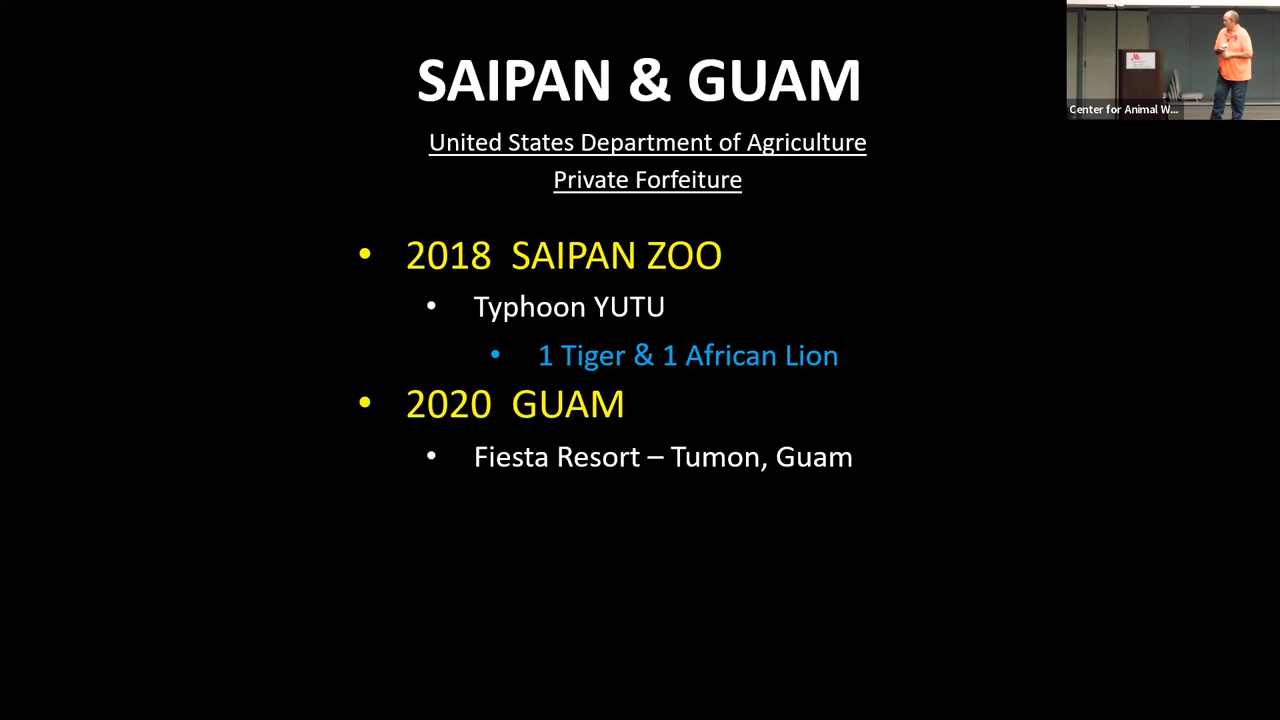 SAIPAN & GUAM
United States Department of Agriculture
Private Forfeiture
• 2018 SAIPAN ZOO
• Typhoon YUTU
• 1 Tiger & 1 African Lion
• 2020 GUAM
• Fiesta Resort – Tumon, Guam
Center for Animal W...